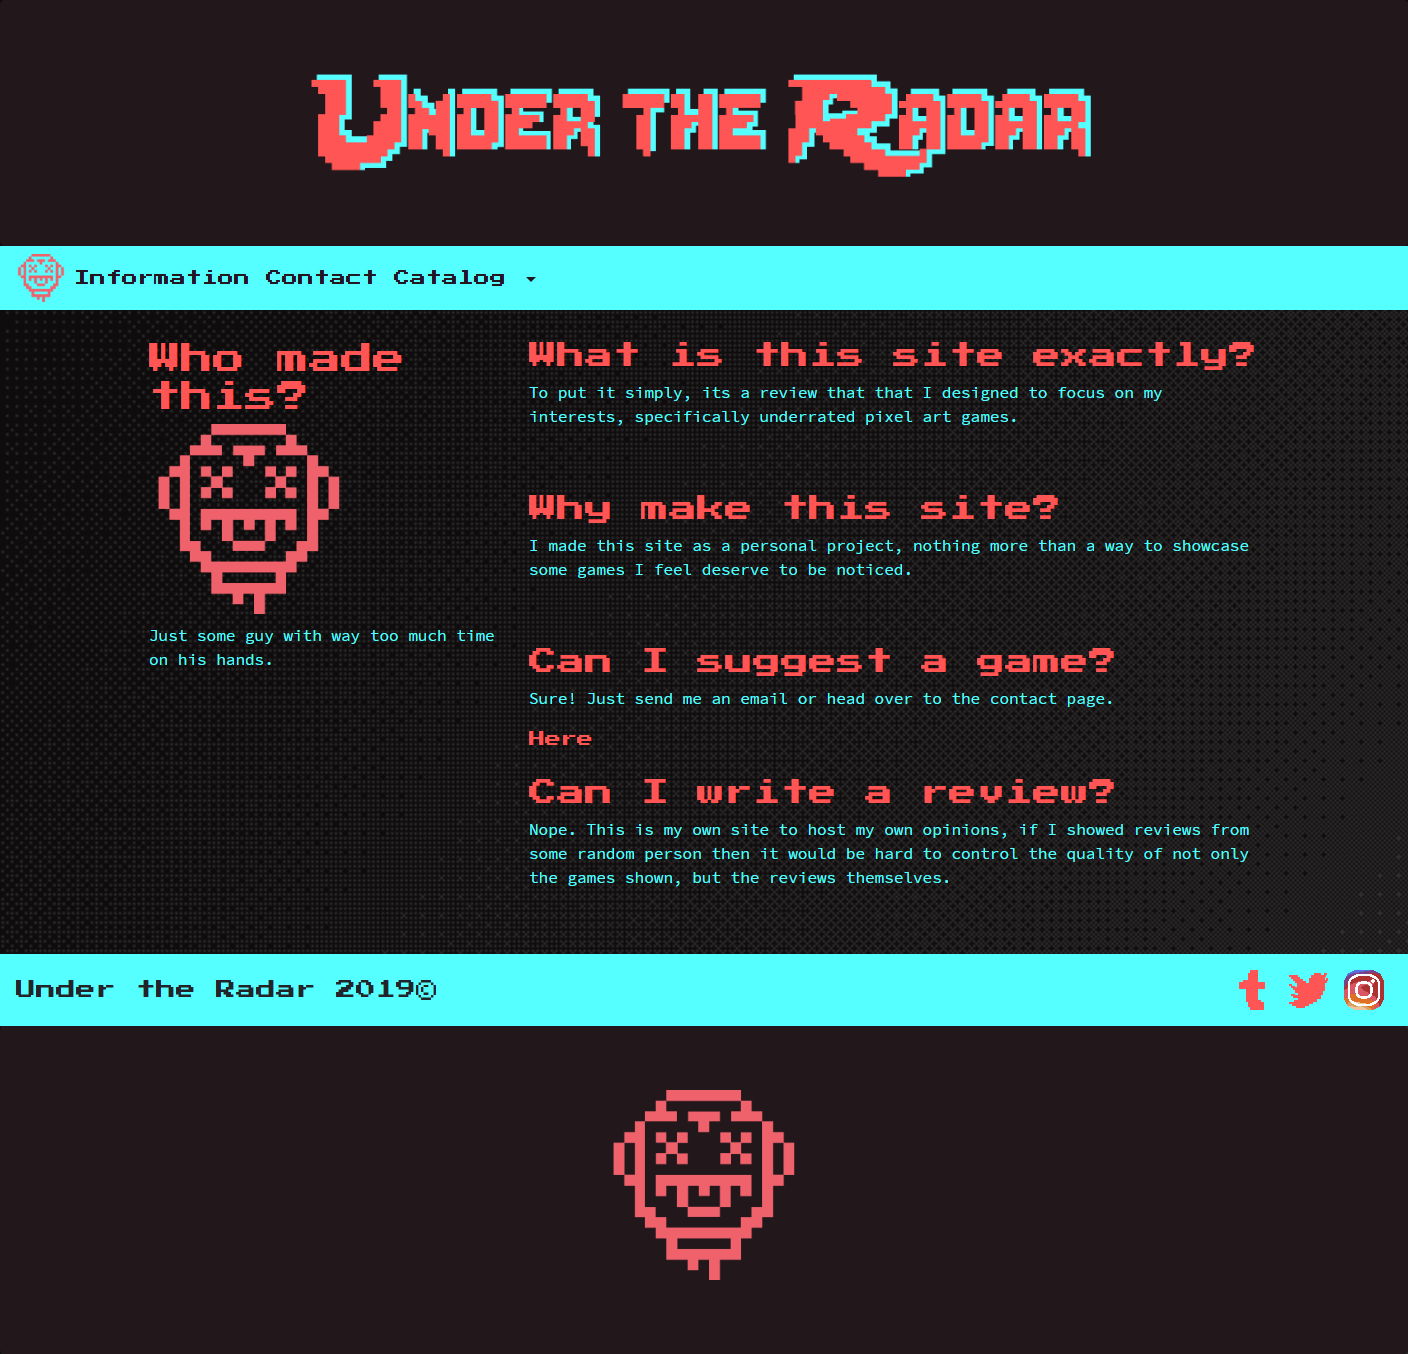 Under the Radar
Information Contact Catalog
Who made
this?
Just some guy with way too much time
on his hands.
What is this site exactly?
To put it simply, its a review that that I designed to focus on my
interests, specifically underrated pixel art games.
Why make this site?
I made this site as a personal project, nothing more than a way to showcase
some games I feel deserve to be noticed.
Can I suggest a game?
Sure! Just send me an email or head over to the contact page.
Here
Can I write a review?
Nope. This is my own site to host my own opinions, if I showed reviews from
some random person then it would be hard to control the quality of not only
the games shown, but the reviews themselves.
Under the Radar 2019©